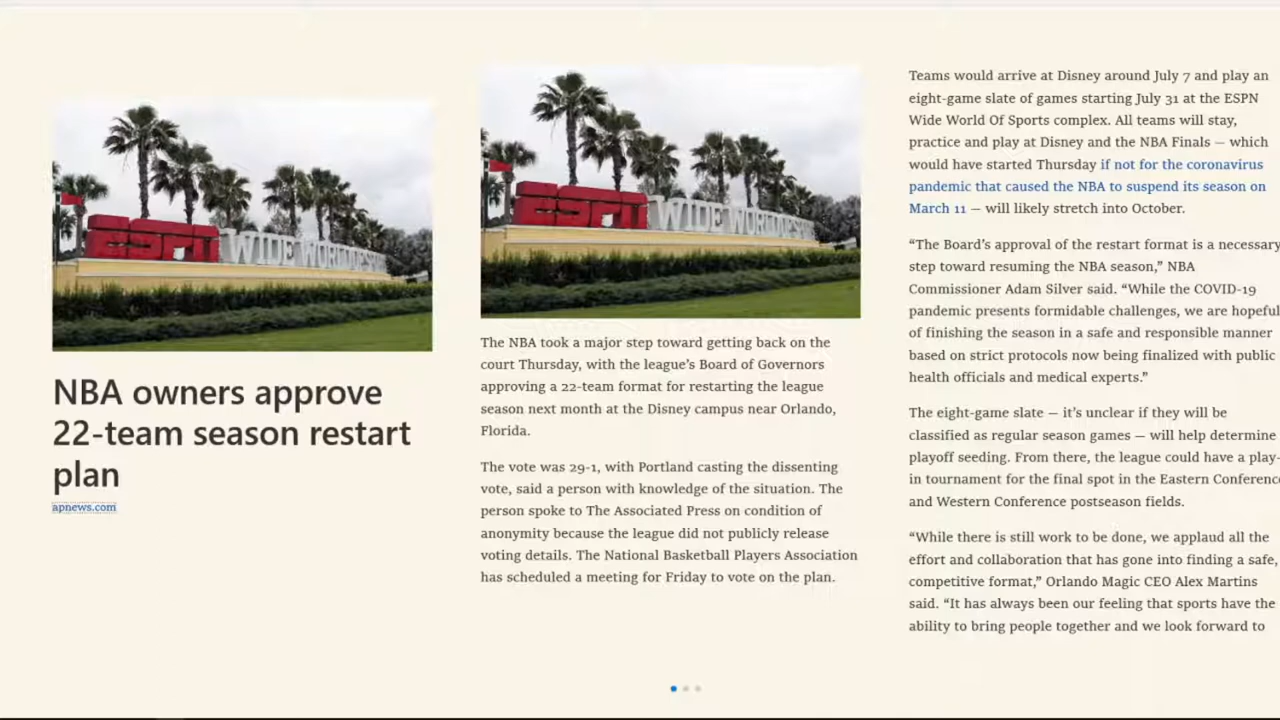 ESPN WIDE WORLD OF SPORTS
NBA owners approve
22-team season restart
plan
apnews.com
ESPN WIDE WORLD OF SPORTS
The NBA took a major step toward getting back on the
court Thursday, with the league’s Board of Governors
approving a 22-team format for restarting the league
season next month at the Disney campus near Orlando,
Florida.
The vote was 29-1, with Portland casting the dissenting
vote, said a person with knowledge of the situation. The
person spoke to The Associated Press on condition of
anonymity because the league did not publicly release
voting details. The National Basketball Players Association
has scheduled a meeting for Friday to vote on the plan.
Teams would arrive at Disney around July 7 and play an
eight-game slate of games starting July 31 at the ESPN
Wide World Of Sports complex. All teams will stay,
practice and play at Disney and the NBA Finals — which
would have started Thursday if not for the coronavirus
pandemic that caused the NBA to suspend its season on
March 11 — will likely stretch into October.
“The Board’s approval of the restart format is a necessary
step toward resuming the NBA season,” NBA
Commissioner Adam Silver said. “While the COVID-19
pandemic presents formidable challenges, we are hopeful
of finishing the season in a safe and responsible manner
based on strict protocols now being finalized with public
health officials and medical experts.”
The eight-game slate — it’s unclear if they will be
classified as regular season games — will help determine
playoff seeding. From there, the league could have a play-
in tournament for the final spot in the Eastern Conference
and Western Conference postseason fields.
“While there is still work to be done, we applaud all the
effort and collaboration that has gone into finding a safe,
competitive format,” Orlando Magic CEO Alex Martins
said. “It has always been our feeling that sports have the
ability to bring people together and we look forward to